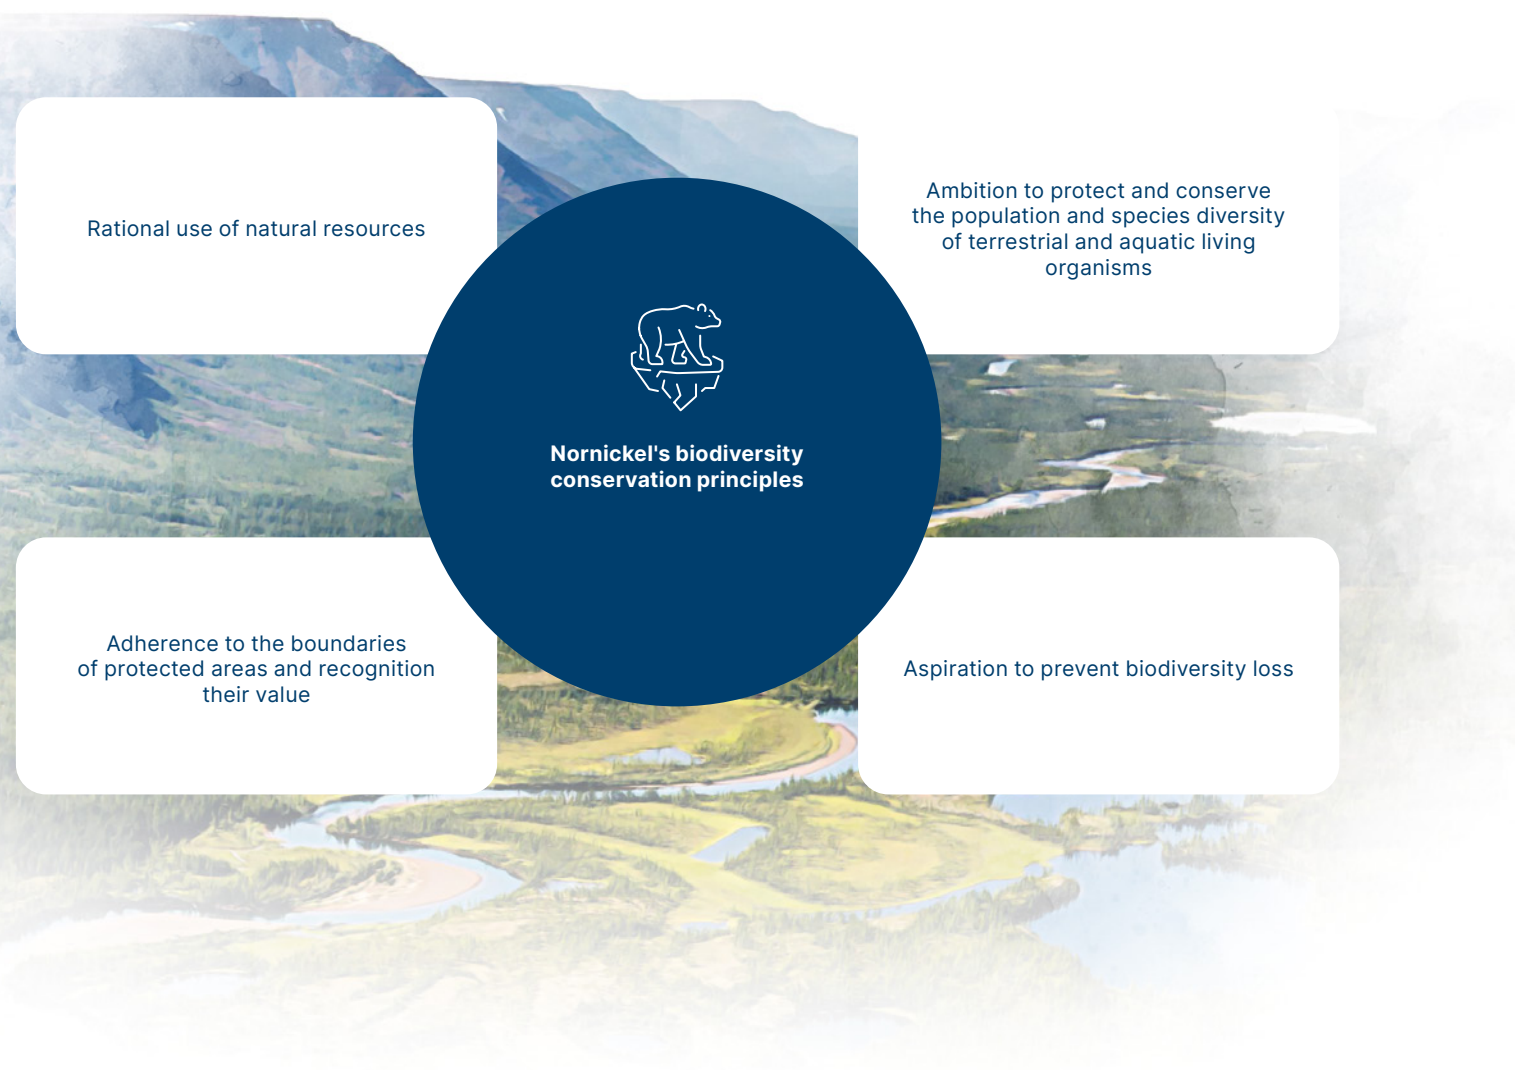 Rational use of natural resources
Ambition to protect and conserve
the population and species diversity
of terrestrial and aquatic living
organisms
Nornickel's biodiversity
conservation principles
Adherence to the boundaries
of protected areas and recognition
their value
Aspiration to prevent biodiversity loss